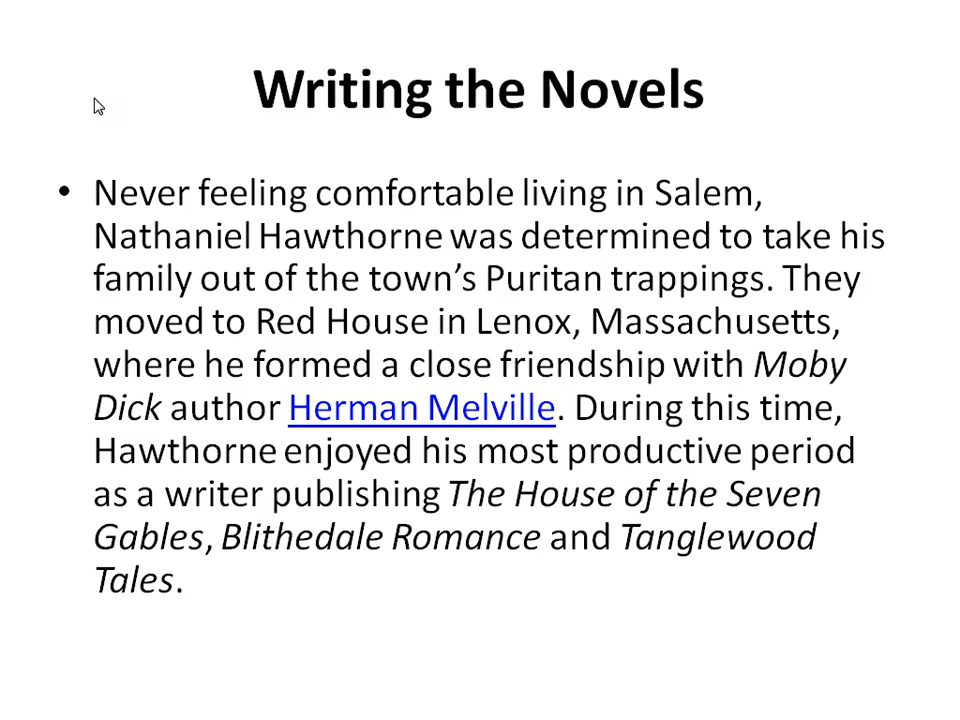 Writing the Novels
• Never feeling comfortable living in Salem,
Nathaniel Hawthorne was determined to take his
family out of the town’s Puritan trappings. They
moved to Red House in Lenox, Massachusetts,
where he formed a close friendship with Moby
Dick author Herman Melville. During this time,
Hawthorne enjoyed his most productive period
as a writer publishing The House of the Seven
Gables, Blithedale Romance and Tanglewood
Tales.